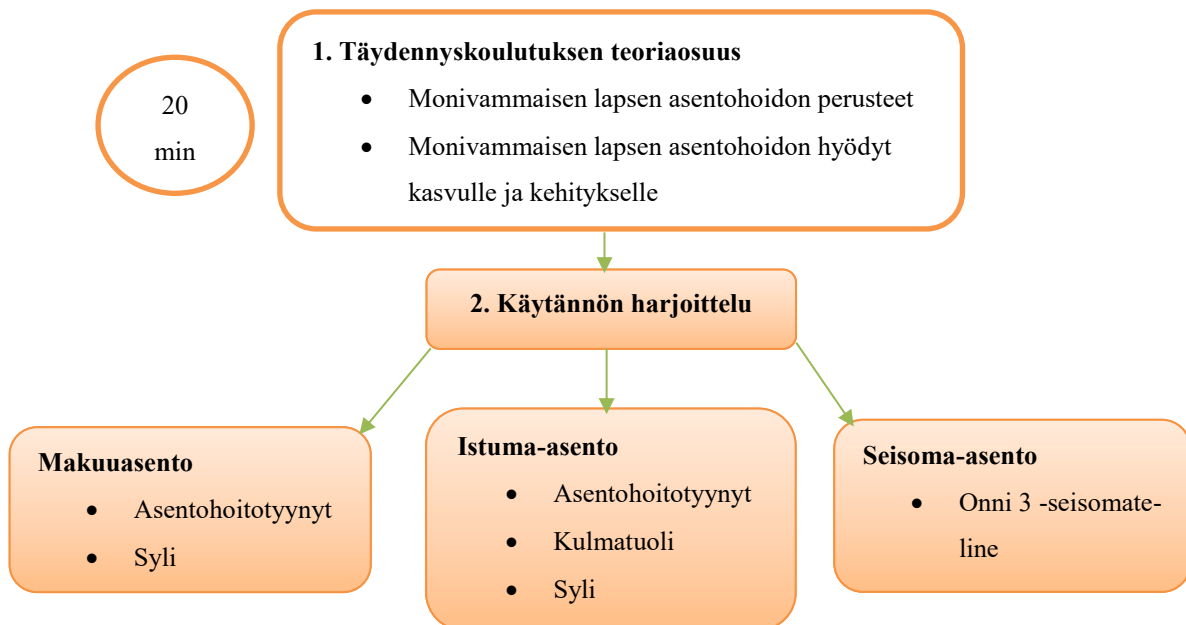 20
min
1. Täydennyskoulutuksen teoriaosuus
• Monivammaisen lapsen asentohoidon perusteet
• Monivammaisen lapsen asentohoidon hyödyt
kasvulle ja kehitykselle
2. Käytännön harjoittelu
Makuuasento
• Asentohoitotyynyt
• Syli
Istuma-asento
• Asentohoitotyynyt
• Kulmatuoli
• Syli
Seisoma-asento
• Onni 3 -seisomate-
line